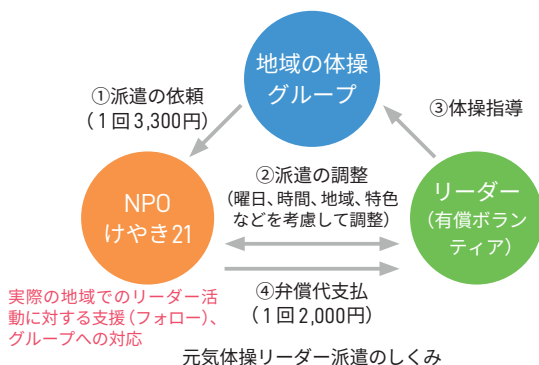 地域の体操
グループ
①派遣の依頼
（1回3,300円）
③体操指導
②派遣の調整
（曜日、時間、地域、特色
などを考慮して調整）
NPO
けやき21
リーダー
（有償ボラン
ティア）
④弁償代支払
（1回2,000円）
実際の地域でのリーダー活
動に対する支援（フォロー）、
グループへの対応
元気体操リーダー派遣のしくみ